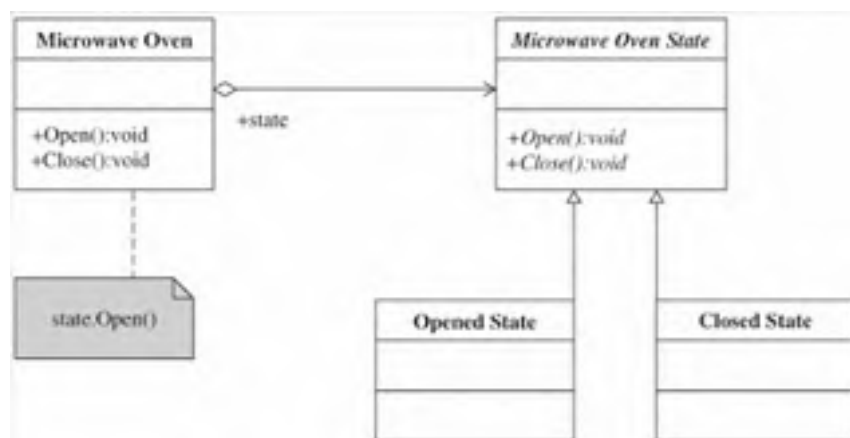 Microwave Oven
+Open():void
+Close():void
+state
Microwave Oven State
+Open():void
+Close():void
state.Open()
Opened State
Closed State